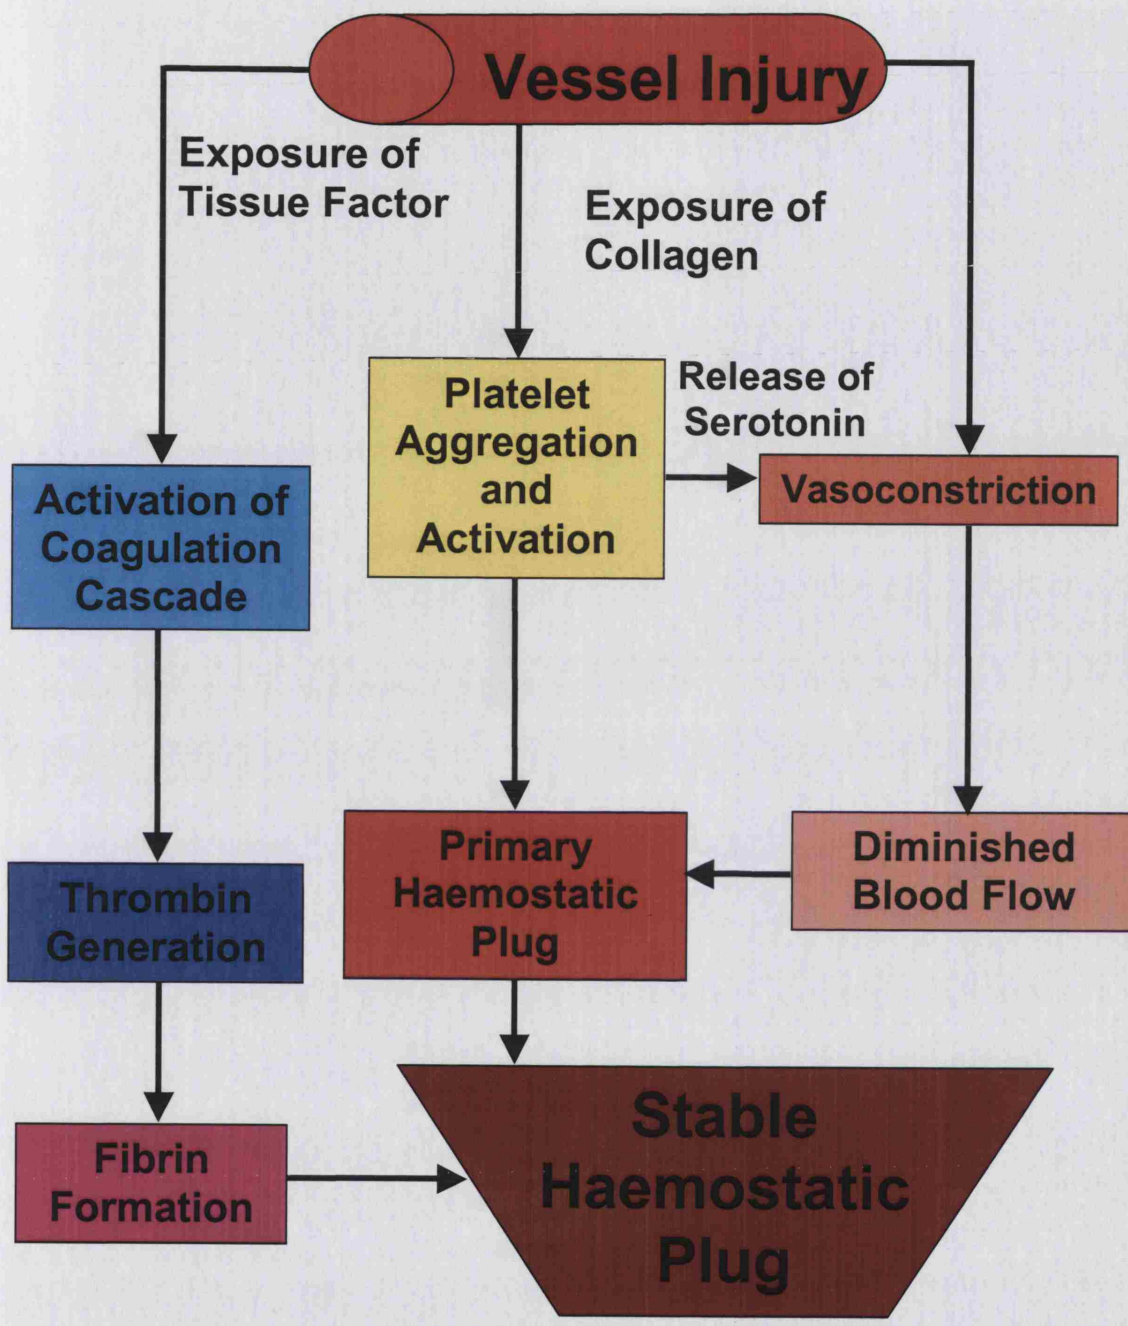 Vessel Injury
Exposure of
Tissue Factor
Exposure of
Collagen
Platelet
Aggregation
and
Activation
Release of
Serotonin
Vasoconstriction
Activation of
Coagulation
Cascade
Primary
Haemostatic
Plug
Diminished
Blood Flow
Thrombin
Generation
Fibrin
Formation
Stable
Haemostatic
Plug